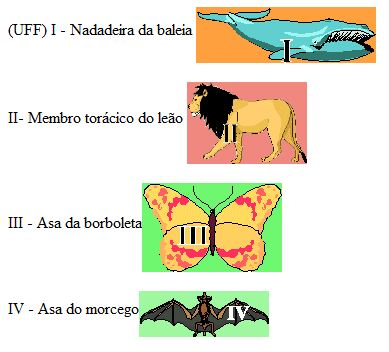 (UFF) I - Nadadeira da baleia
I
II- Membro torácico do leão
II
III - Asa da borboleta
III
IV - Asa do morcego
IV